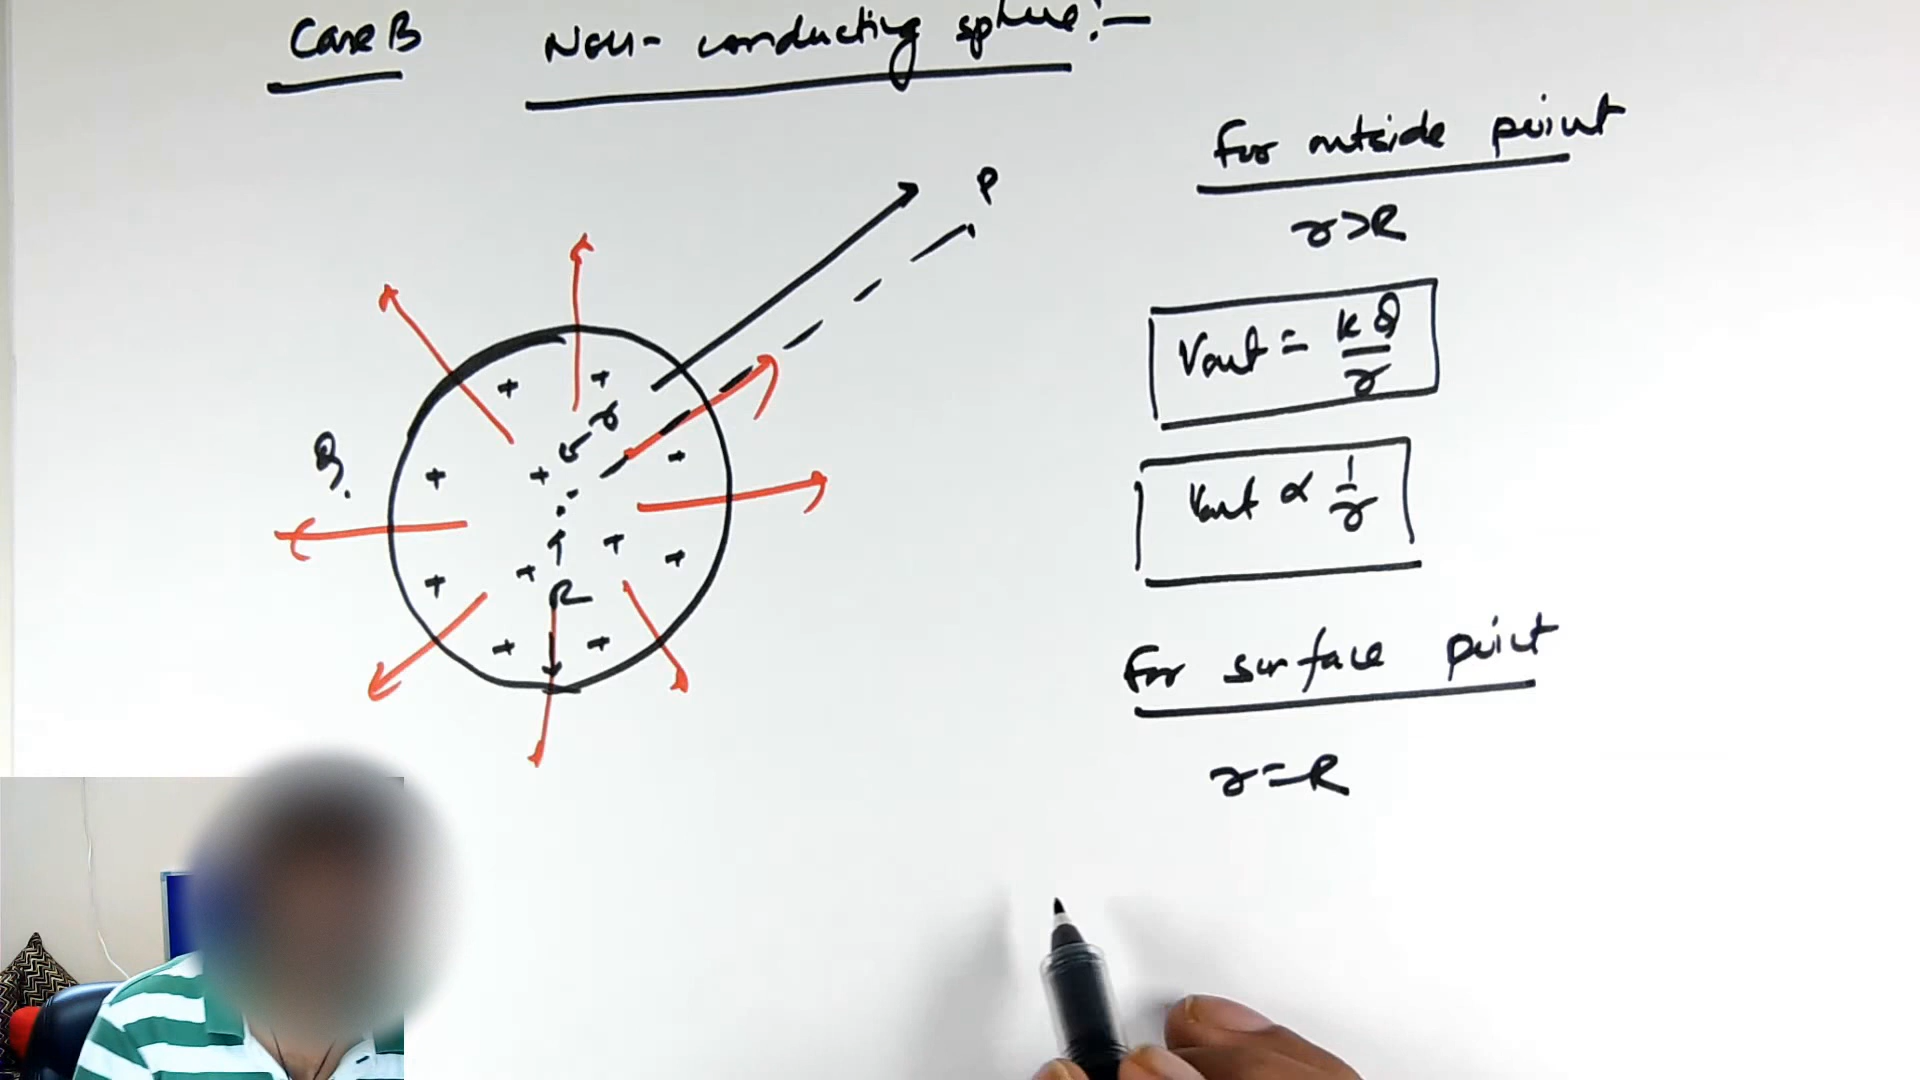 Case B Non-conducting sphere:-
For outside point
r>R
Vout = kQ/r
Vout ∝ 1/r
For surface point
r=R
P
r
Q
+ + + + + + + + + + + +
R